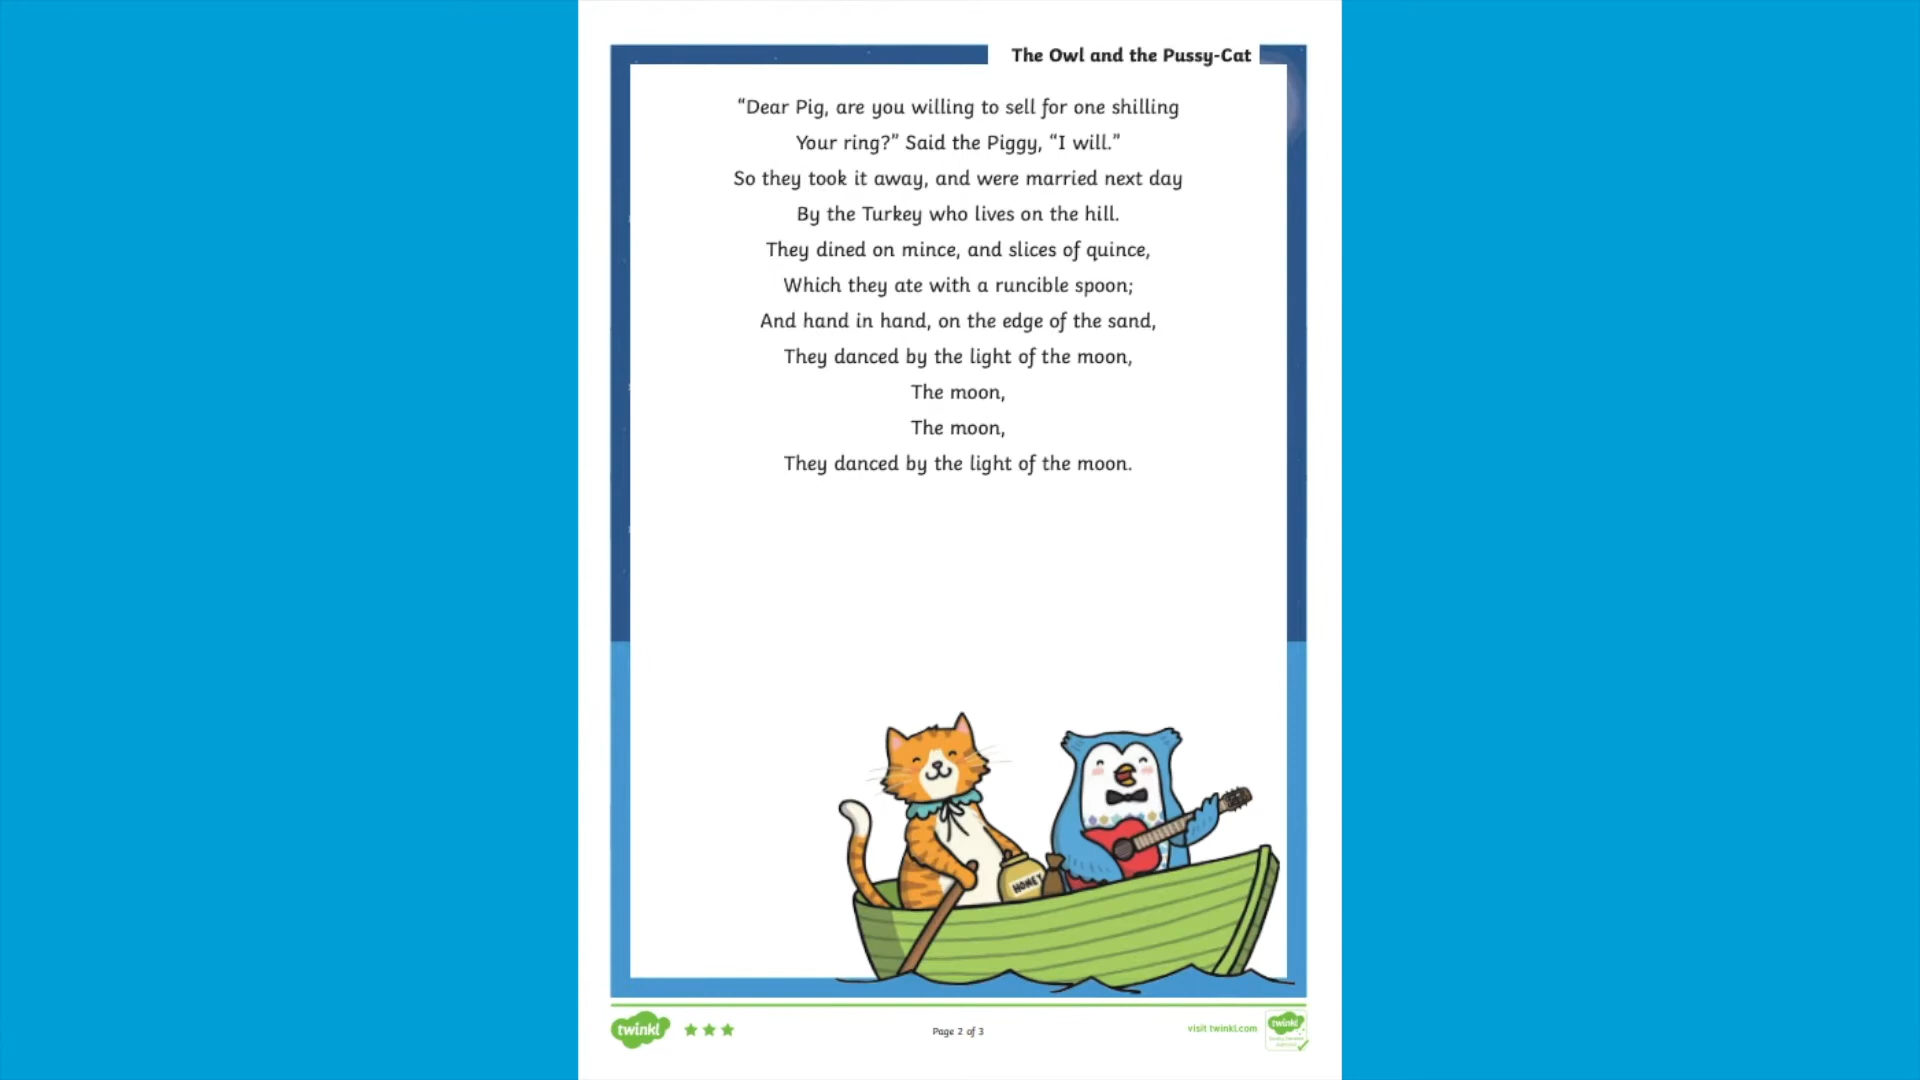 The Owl and the Pussy-Cat
“Dear Pig, are you willing to sell for one shilling
Your ring?” Said the Piggy, “I will.”
So they took it away, and were married next day
By the Turkey who lives on the hill.
They dined on mince, and slices of quince,
Which they ate with a runcible spoon;
And hand in hand, on the edge of the sand,
They danced by the light of the moon,
The moon,
The moon,
They danced by the light of the moon.
HONEY
twinkl
Page 2 of 3
visit twinkl.com
twinkl